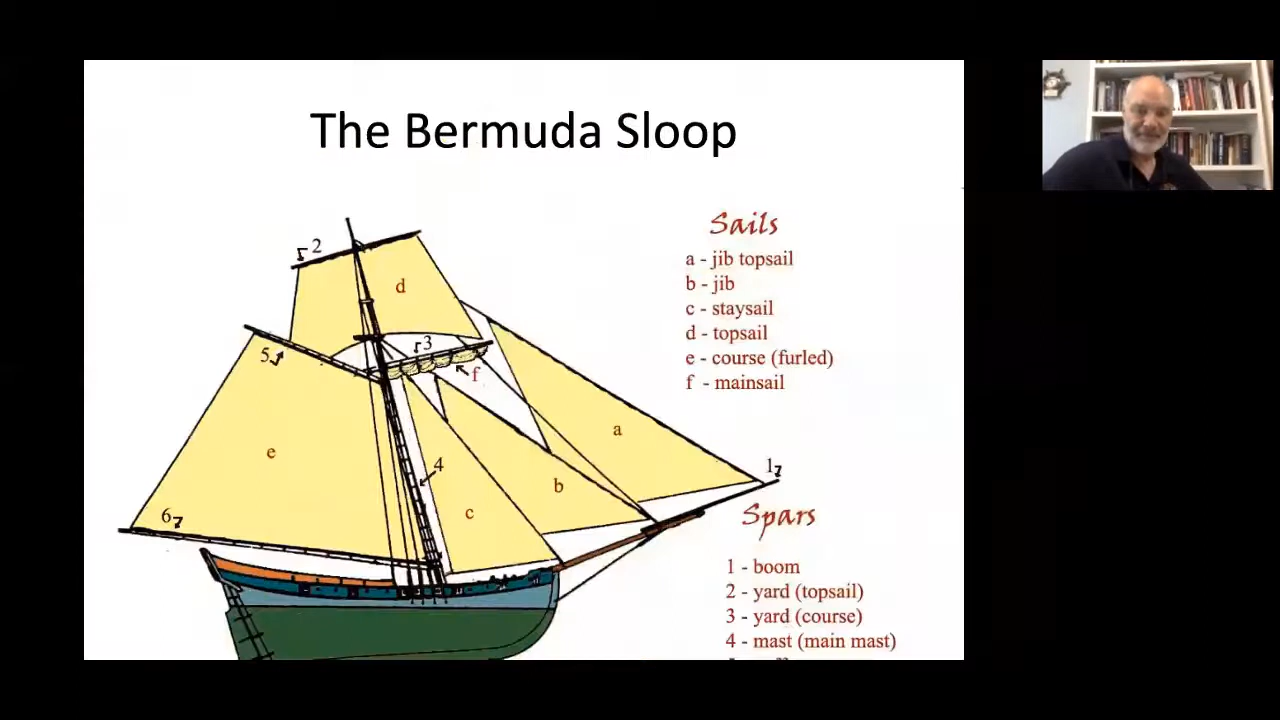 The Bermuda Sloop
Sails
a - jib topsail
b - jib
c - staysail
d - topsail
e - course (furled)
f - mainsail
2
d
3
5
f
a
e
4
1
b
c
6
Spars
1 - boom
2 - yard (topsail)
3 - yard (course)
4 - mast (main mast)